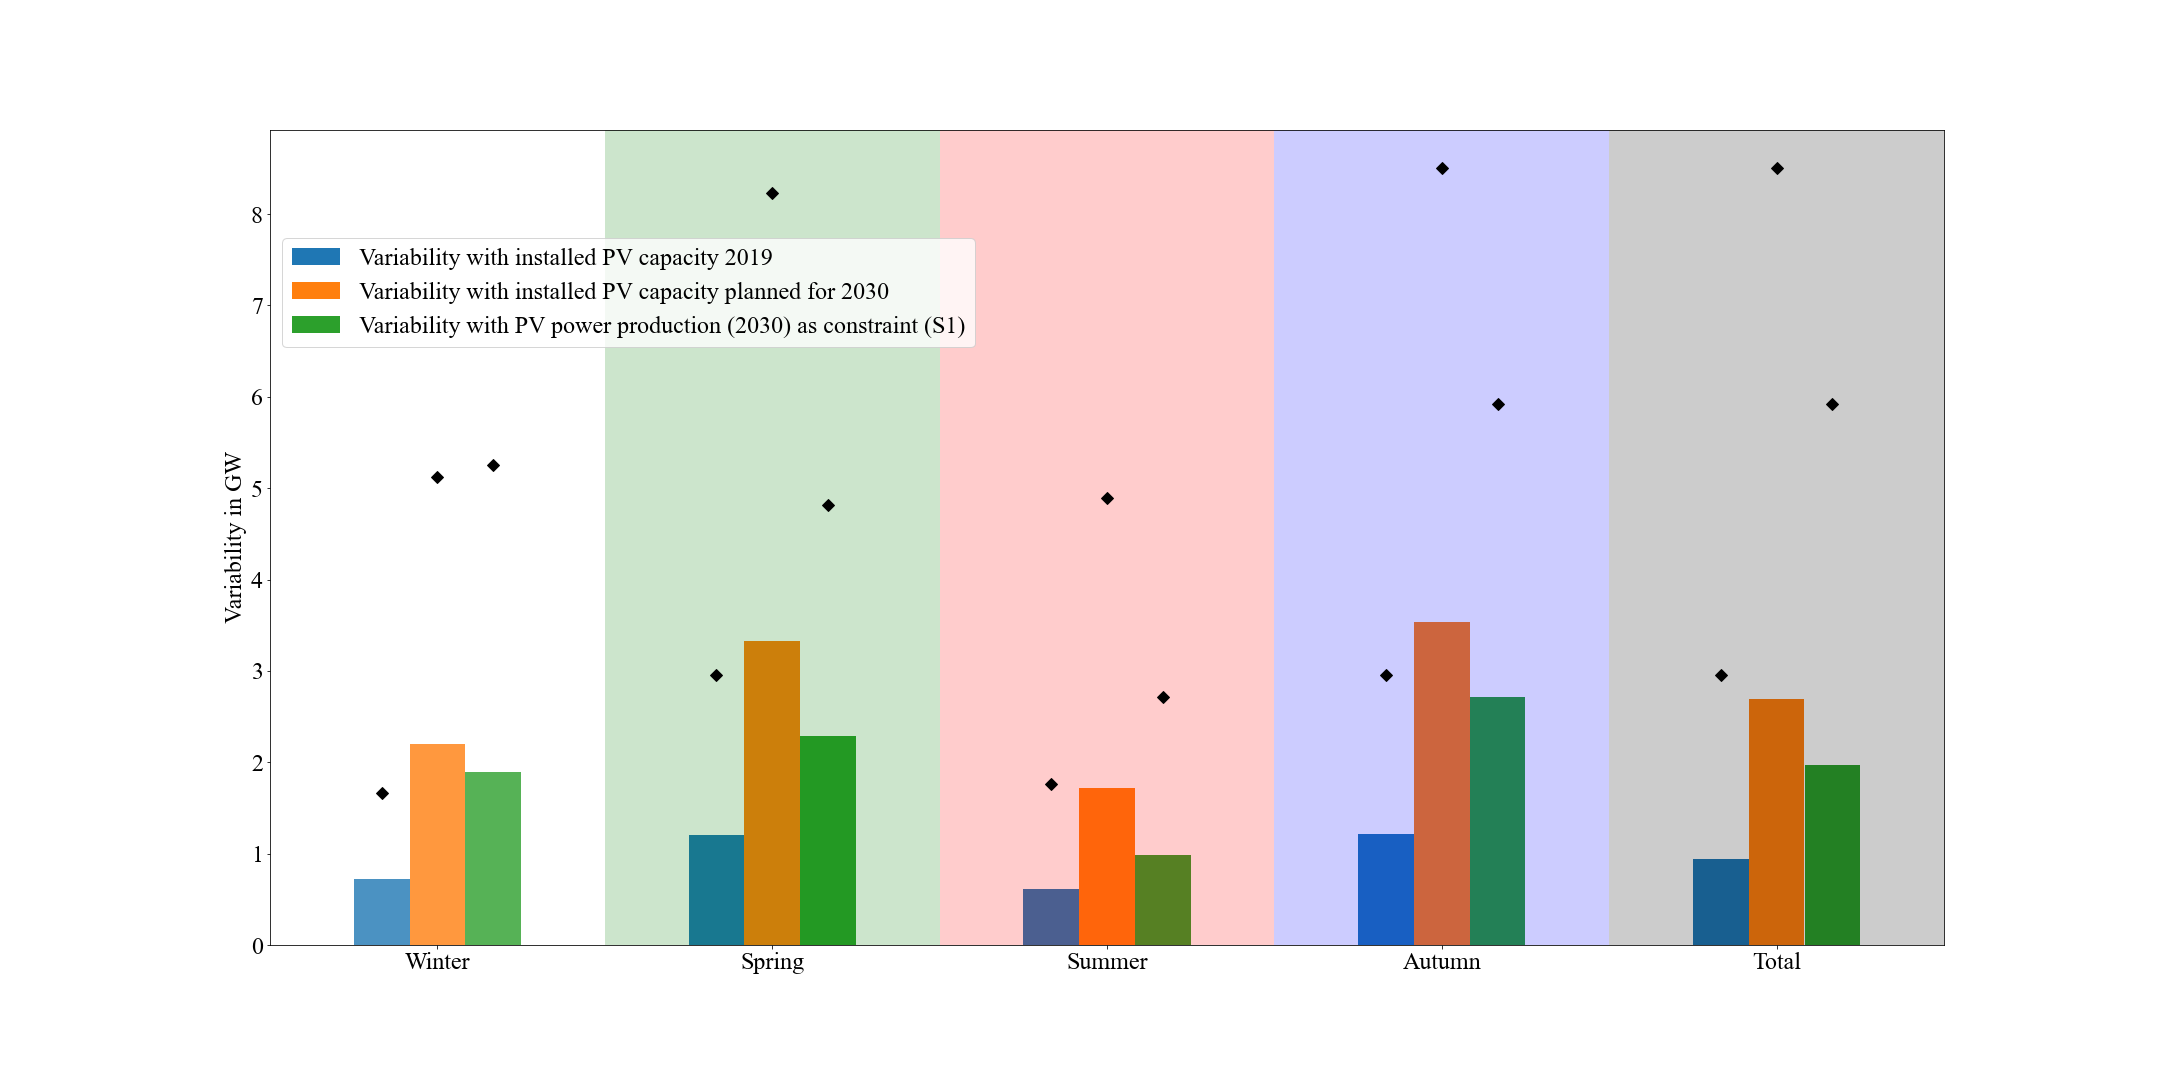 Variability in GW
8
7
6
5
4
3
2
1
0
Variability with installed PV capacity 2019
Variability with installed PV capacity planned for 2030
Variability with PV power production (2030) as constraint (S1)
Winter
Spring
Summer
Autumn
Total